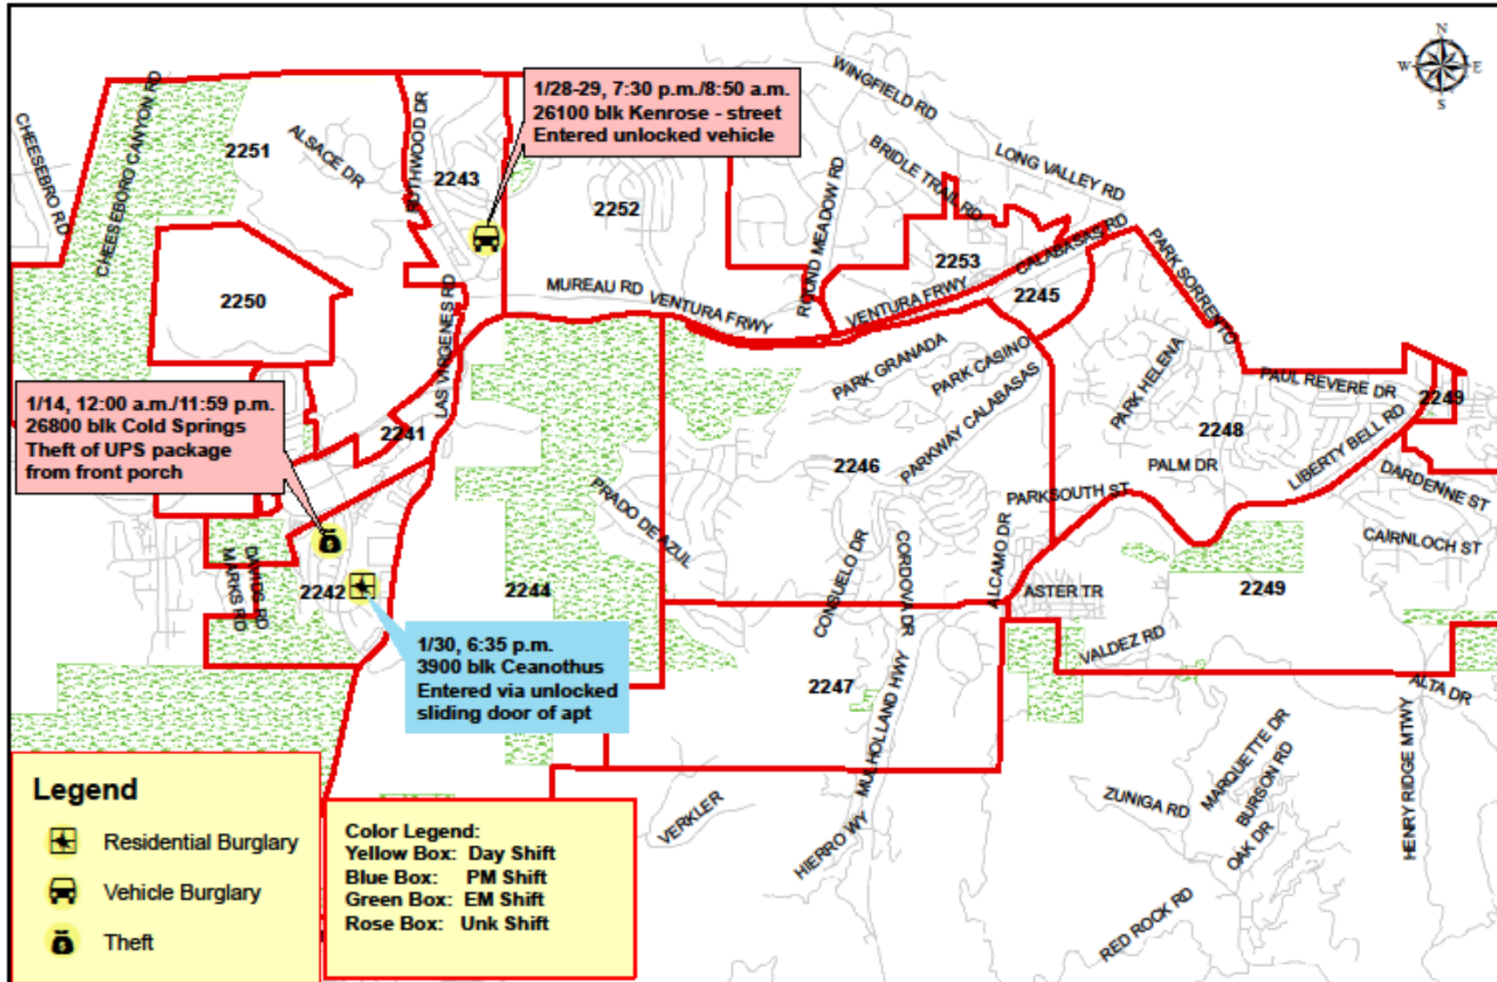 N
W E
S
WINGFIELD RD
1/28-29, 7:30 p.m./8:50 a.m.
26100 blk Kenrose - street
Entered unlocked vehicle
CHEESEBRO RD
CHEESEBORO CANYON RD
2251
ALSACE DR
RUTHWOOD DR
2243
2252
ROUND MEADOW RD
BRIDLE TRAIL RD
LONG VALLEY RD
2253
CALABASAS RD
PARK SORRENTO
2250
LAS VIRGENES RD
MUREAU RD
VENTURA FRWY
VENTURA FRWY
2245
PARK GRANADA
PARK CASINO
PARKWAY CALABASAS
PARK HELENA
PAUL REVERE DR
2249
1/14, 12:00 a.m./11:59 p.m.
26800 blk Cold Springs
Theft of UPS package
from front porch
2241
2246
2248
LIBERTY BELL RD
PALM DR
PARKSOUTH ST
DARDENNE ST
CAIRNLOCH ST
PRADO DE AZUL
CONSUELO DR
CORDOVA DR
ALCAMO DR
MARKS RD
DAVIDS RD
2242
2244
ASTER TR
2249
1/30, 6:35 p.m.
3900 blk Ceanothus
Entered via unlocked
sliding door of apt
VALDEZ RD
2247
MULHOLLAND HWY
ALTA DR
HENRY RIDGE MTWY
MARQUETTE DR
BURSON RD
ZUNIGA RD
OAK DR
VERKLER
HIERRO WY
RED ROCK RD
Legend
Residential Burglary
Vehicle Burglary
Theft
Color Legend:
Yellow Box: Day Shift
Blue Box: PM Shift
Green Box: EM Shift
Rose Box: Unk Shift